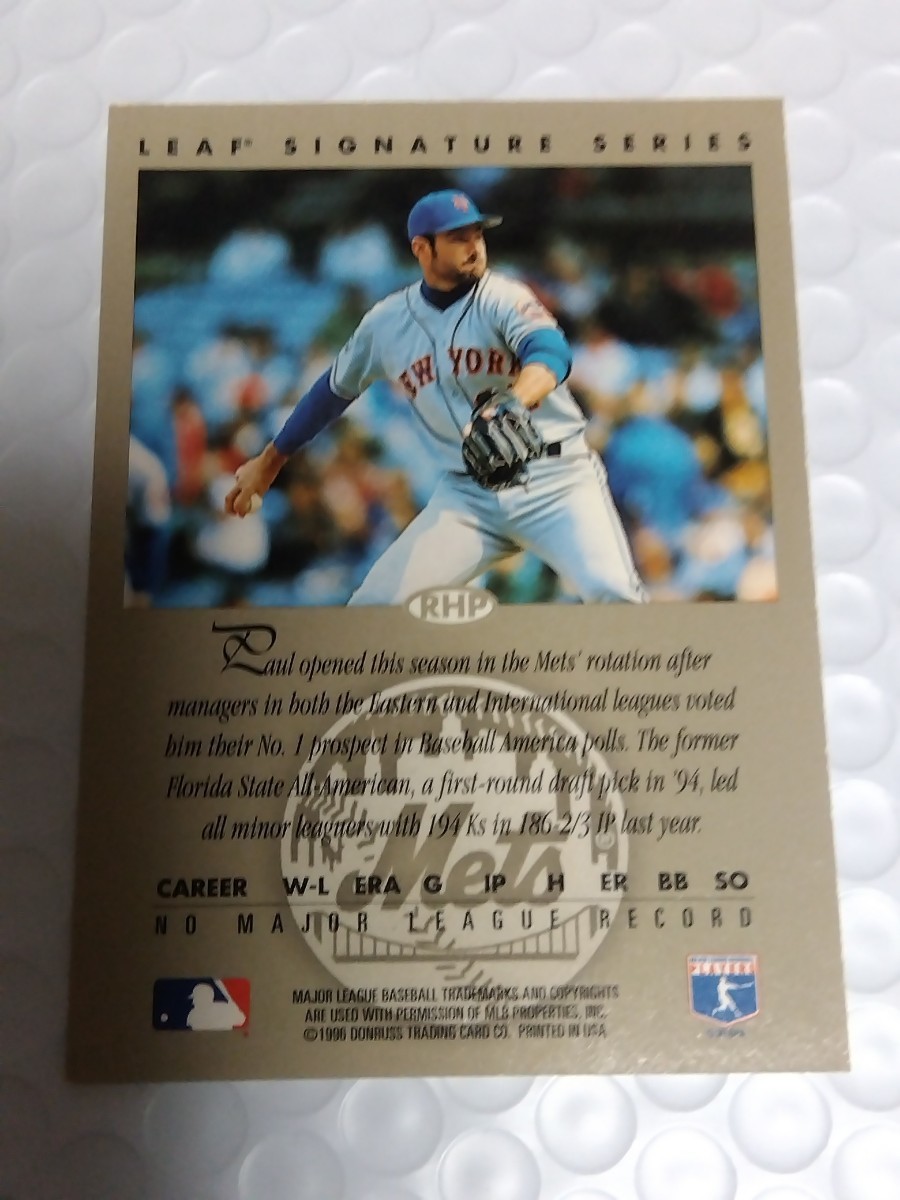 LEAF® SIGNATURE SERIES
NEW YORK
RHP
Paul opened this season in the Mets' rotation after
managers in both the Eastern and International leagues voted
him their No. 1 prospect in Baseball America polls. The former
Florida State All-American, a first-round draft pick in '94, led
all minor leaguers with 194 Ks in 186-2/3 IP last year.
Mets
CAREER W-L ERA G IP H ER BB SO
NO MAJOR LEAGUE RECORD
PLAYERS
MAJOR LEAGUE BASEBALL TRADEMARKS AND COPYRIGHTS
ARE USED WITH PERMISSION OF MLB PROPERTIES, INC.
©1996 DONRUSS TRADING CARD CO. PRINTED IN USA